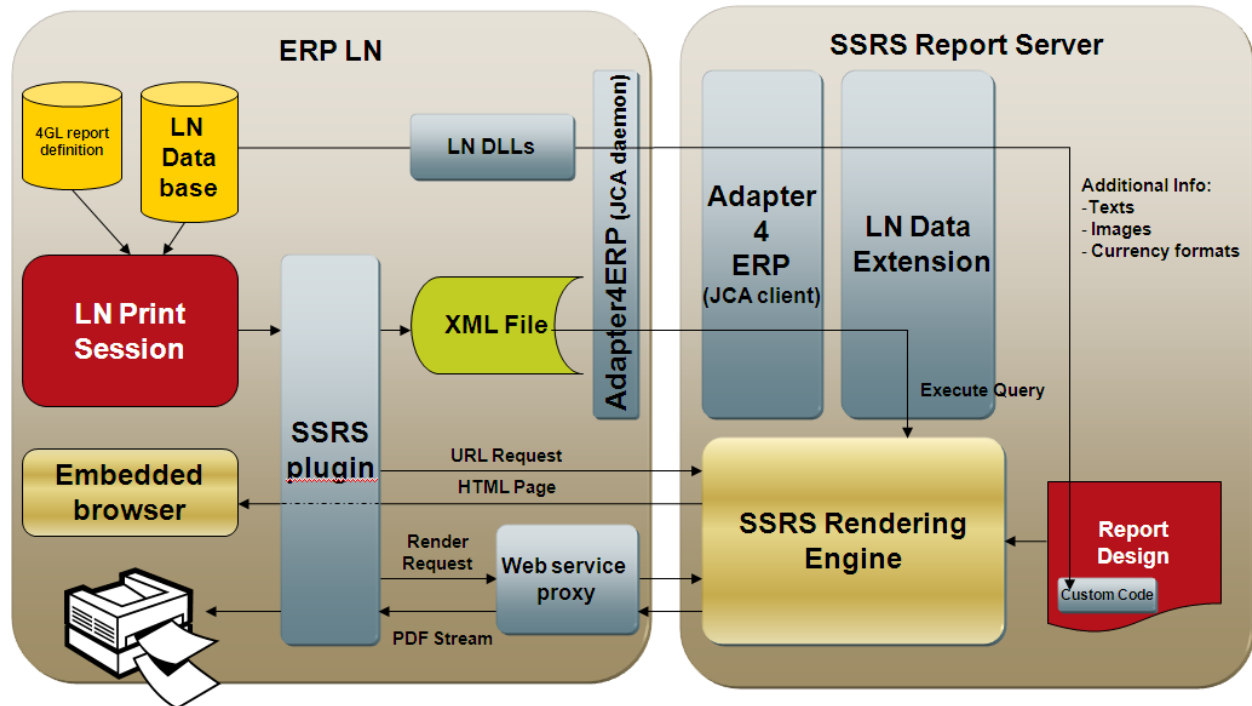 ERP LN
4GL report
definition
LN
Data
base
LN DLLs
Adapter4ERP (JCA daemon)
LN Print
Session
SSRS
plugin
XML File
Embedded
browser
URL Request
HTML Page
Render
Request
Web service
proxy
PDF Stream
SSRS Report Server
Adapter
4
ERP
(JCA client)
LN Data
Extension
Additional Info:
- Texts
- Images
- Currency formats
Execute Query
SSRS Rendering
Engine
Report
Design
Custom Code